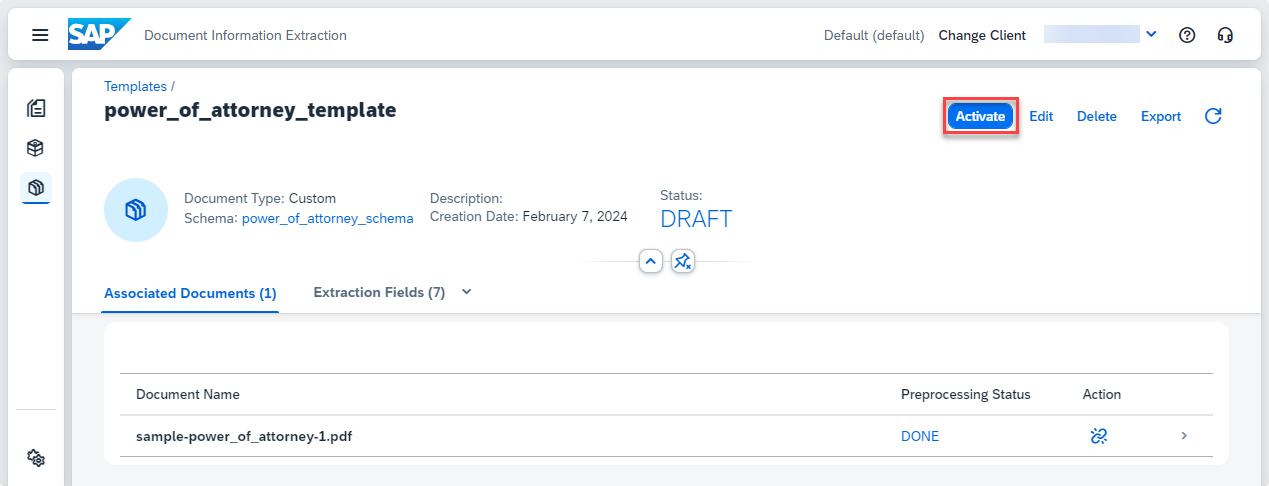 SAP Document Information Extraction Default (default) Change Client
Templates /
power_of_attorney_template
Activate Edit Delete Export
Document Type: Custom Description: Status:
Schema: power_of_attorney_schema Creation Date: February 7, 2024 DRAFT
Associated Documents (1) Extraction Fields (7)
Document Name Preprocessing Status Action
sample-power_of_attorney-1.pdf DONE